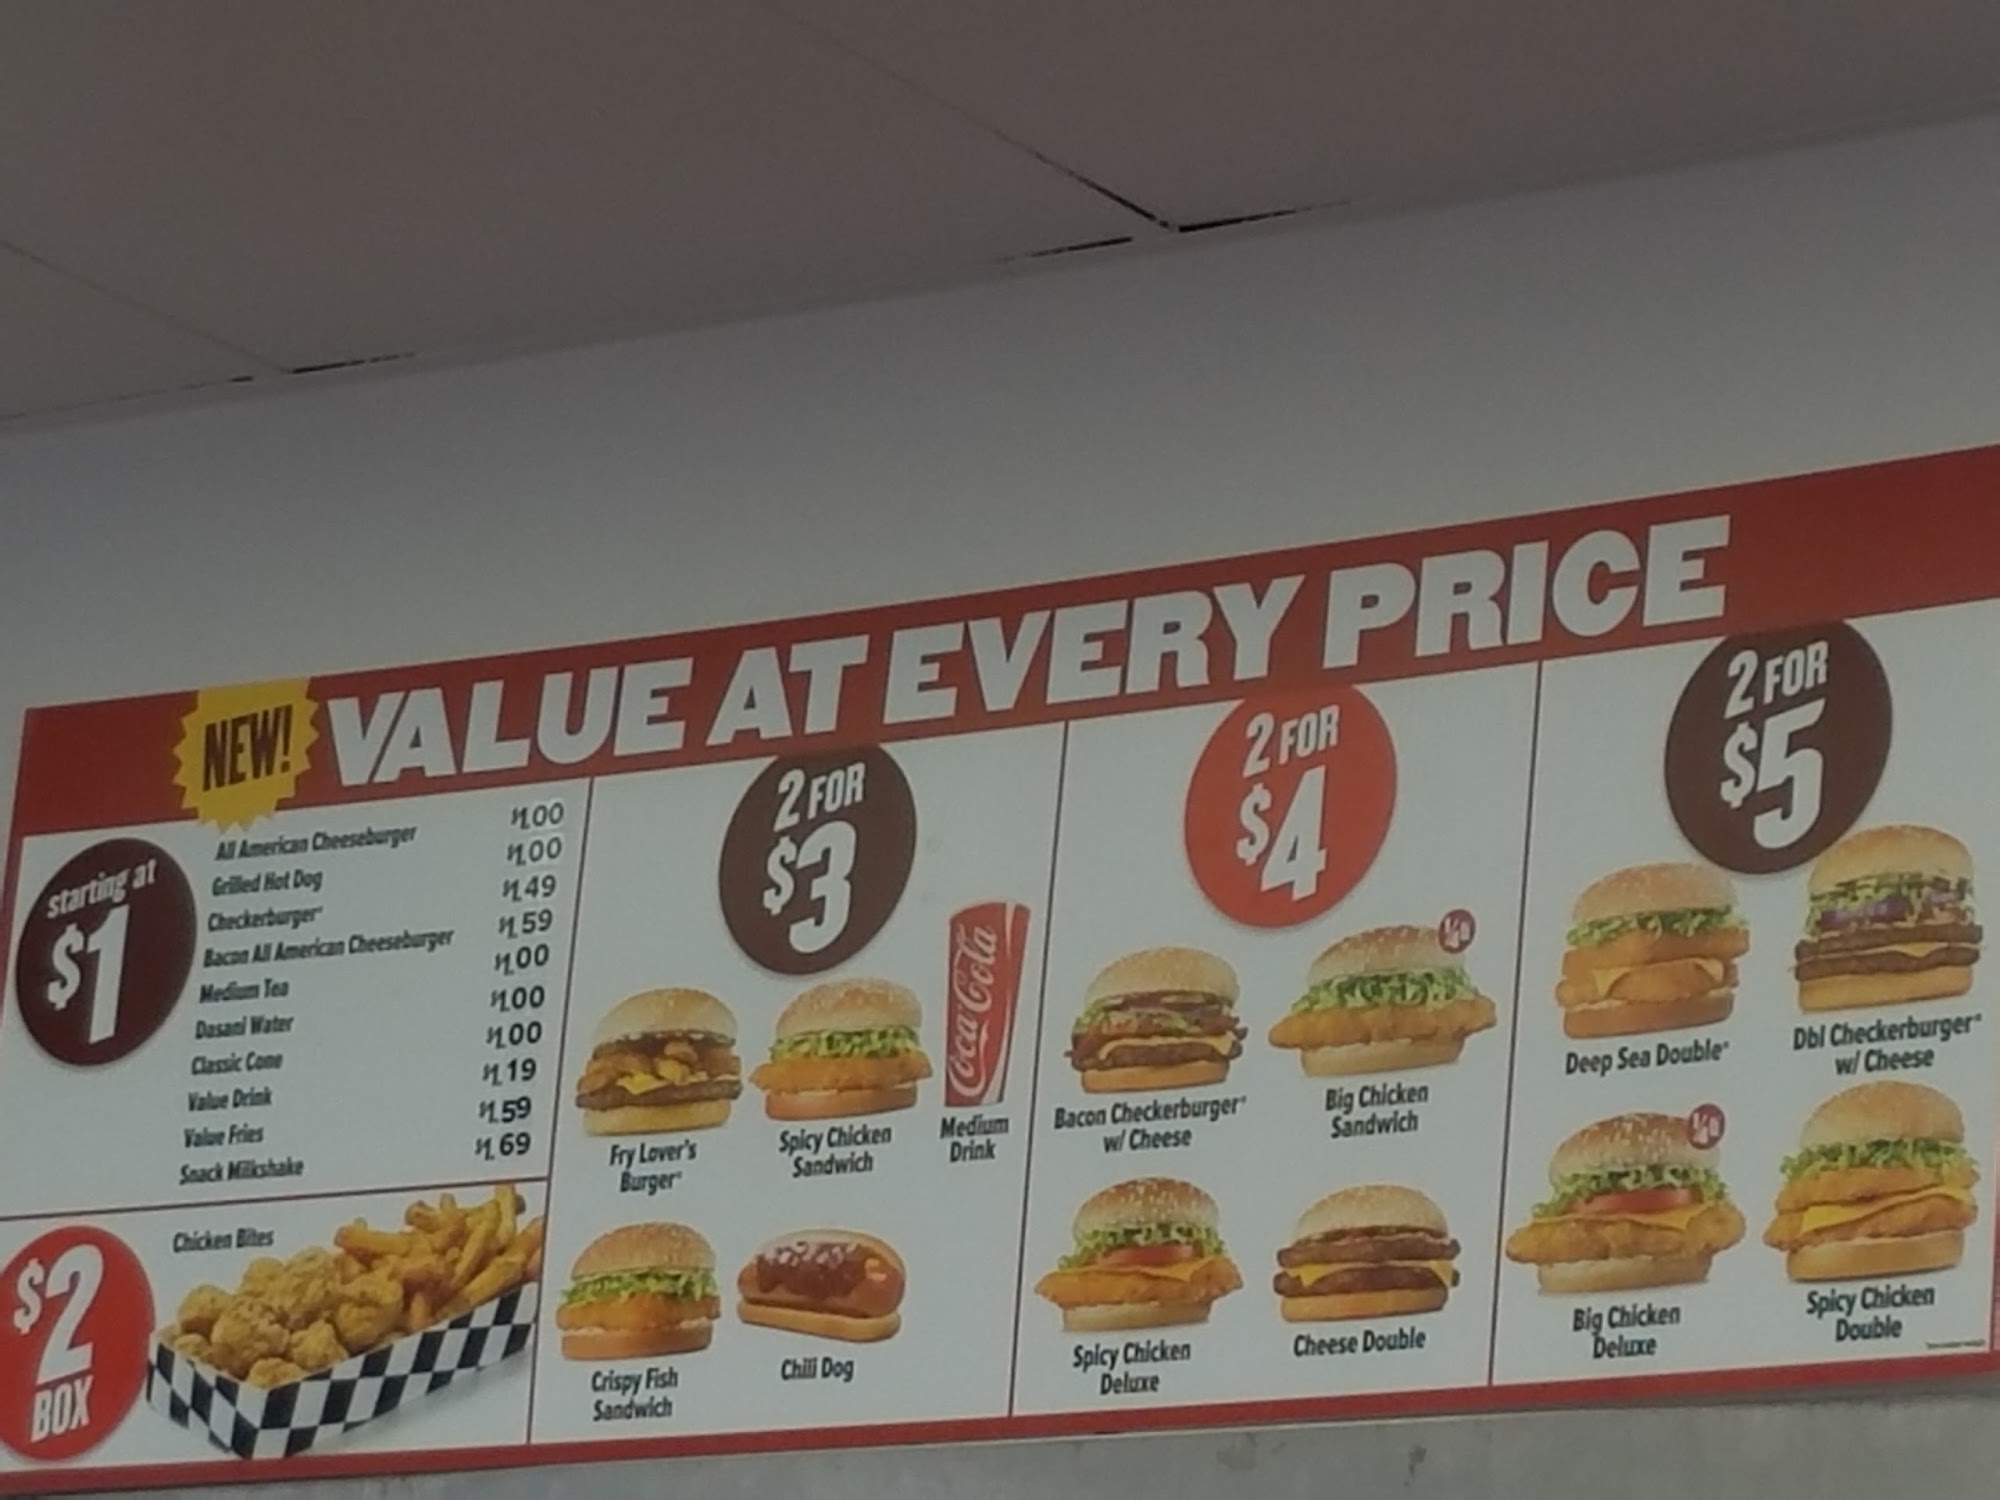 NEW! VALUE AT EVERY PRICE
starting at
$1
All American Cheeseburger $1.00
Grilled Hot Dog $1.00
Checkerburger® $1.49
Bacon All American Cheeseburger $1.59
Medium Tea $1.00
Dasani Water $1.00
Classic Cone $1.00
Value Drink $1.19
Value Fries $1.59
Snack Milkshake $1.69
$2
BOX
Chicken Bites
2 FOR
$3
Fry Lover's
Burger®
Spicy Chicken
Sandwich
Coca-Cola
Medium
Drink
Crispy Fish
Sandwich
Chili Dog
2 FOR
$4
Bacon Checkerburger®
w/ Cheese
Big Chicken
Sandwich
Spicy Chicken
Deluxe
Cheese Double
2 FOR
$5
Deep Sea Double®
Dbl Checkerburger®
w/ Cheese
Big Chicken
Deluxe
Spicy Chicken
Double